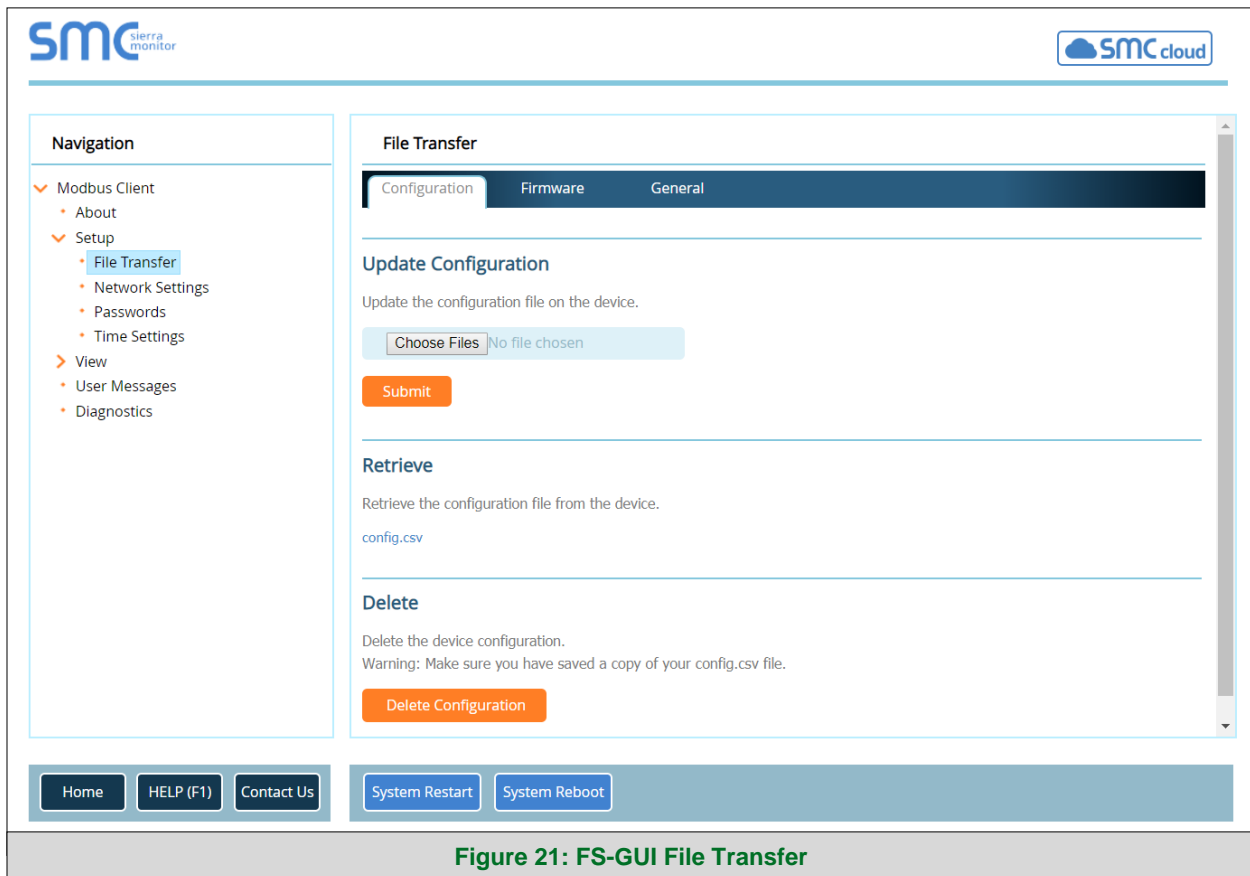 SMC sierra monitor
SMC cloud
Navigation
Modbus Client
About
Setup
File Transfer
Network Settings
Passwords
Time Settings
View
User Messages
Diagnostics
File Transfer
Configuration Firmware General
Update Configuration
Update the configuration file on the device.
Choose Files No file chosen
Submit
Retrieve
Retrieve the configuration file from the device.
config.csv
Delete
Delete the device configuration.
Warning: Make sure you have saved a copy of your config.csv file.
Delete Configuration
Home HELP (F1) Contact Us System Restart System Reboot
Figure 21: FS-GUI File Transfer